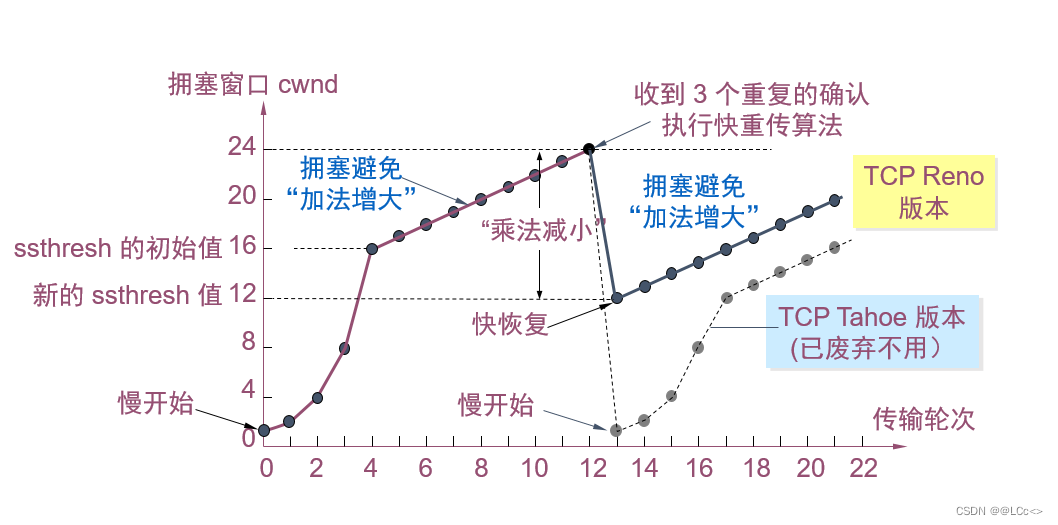 拥塞窗口 cwnd
收到 3 个重复的确认
执行快重传算法
24
拥塞避免
“加法增大”
拥塞避免
“加法增大”
TCP Reno
版本
20
“乘法减小”
ssthresh 的初始值 16
新的 ssthresh 值 12
快恢复
TCP Tahoe 版本
(已废弃不用）
8
4
慢开始
慢开始
传输轮次
0
0 2 4 6 8 10 12 14 16 18 20 22
CSDN @@LCc<>